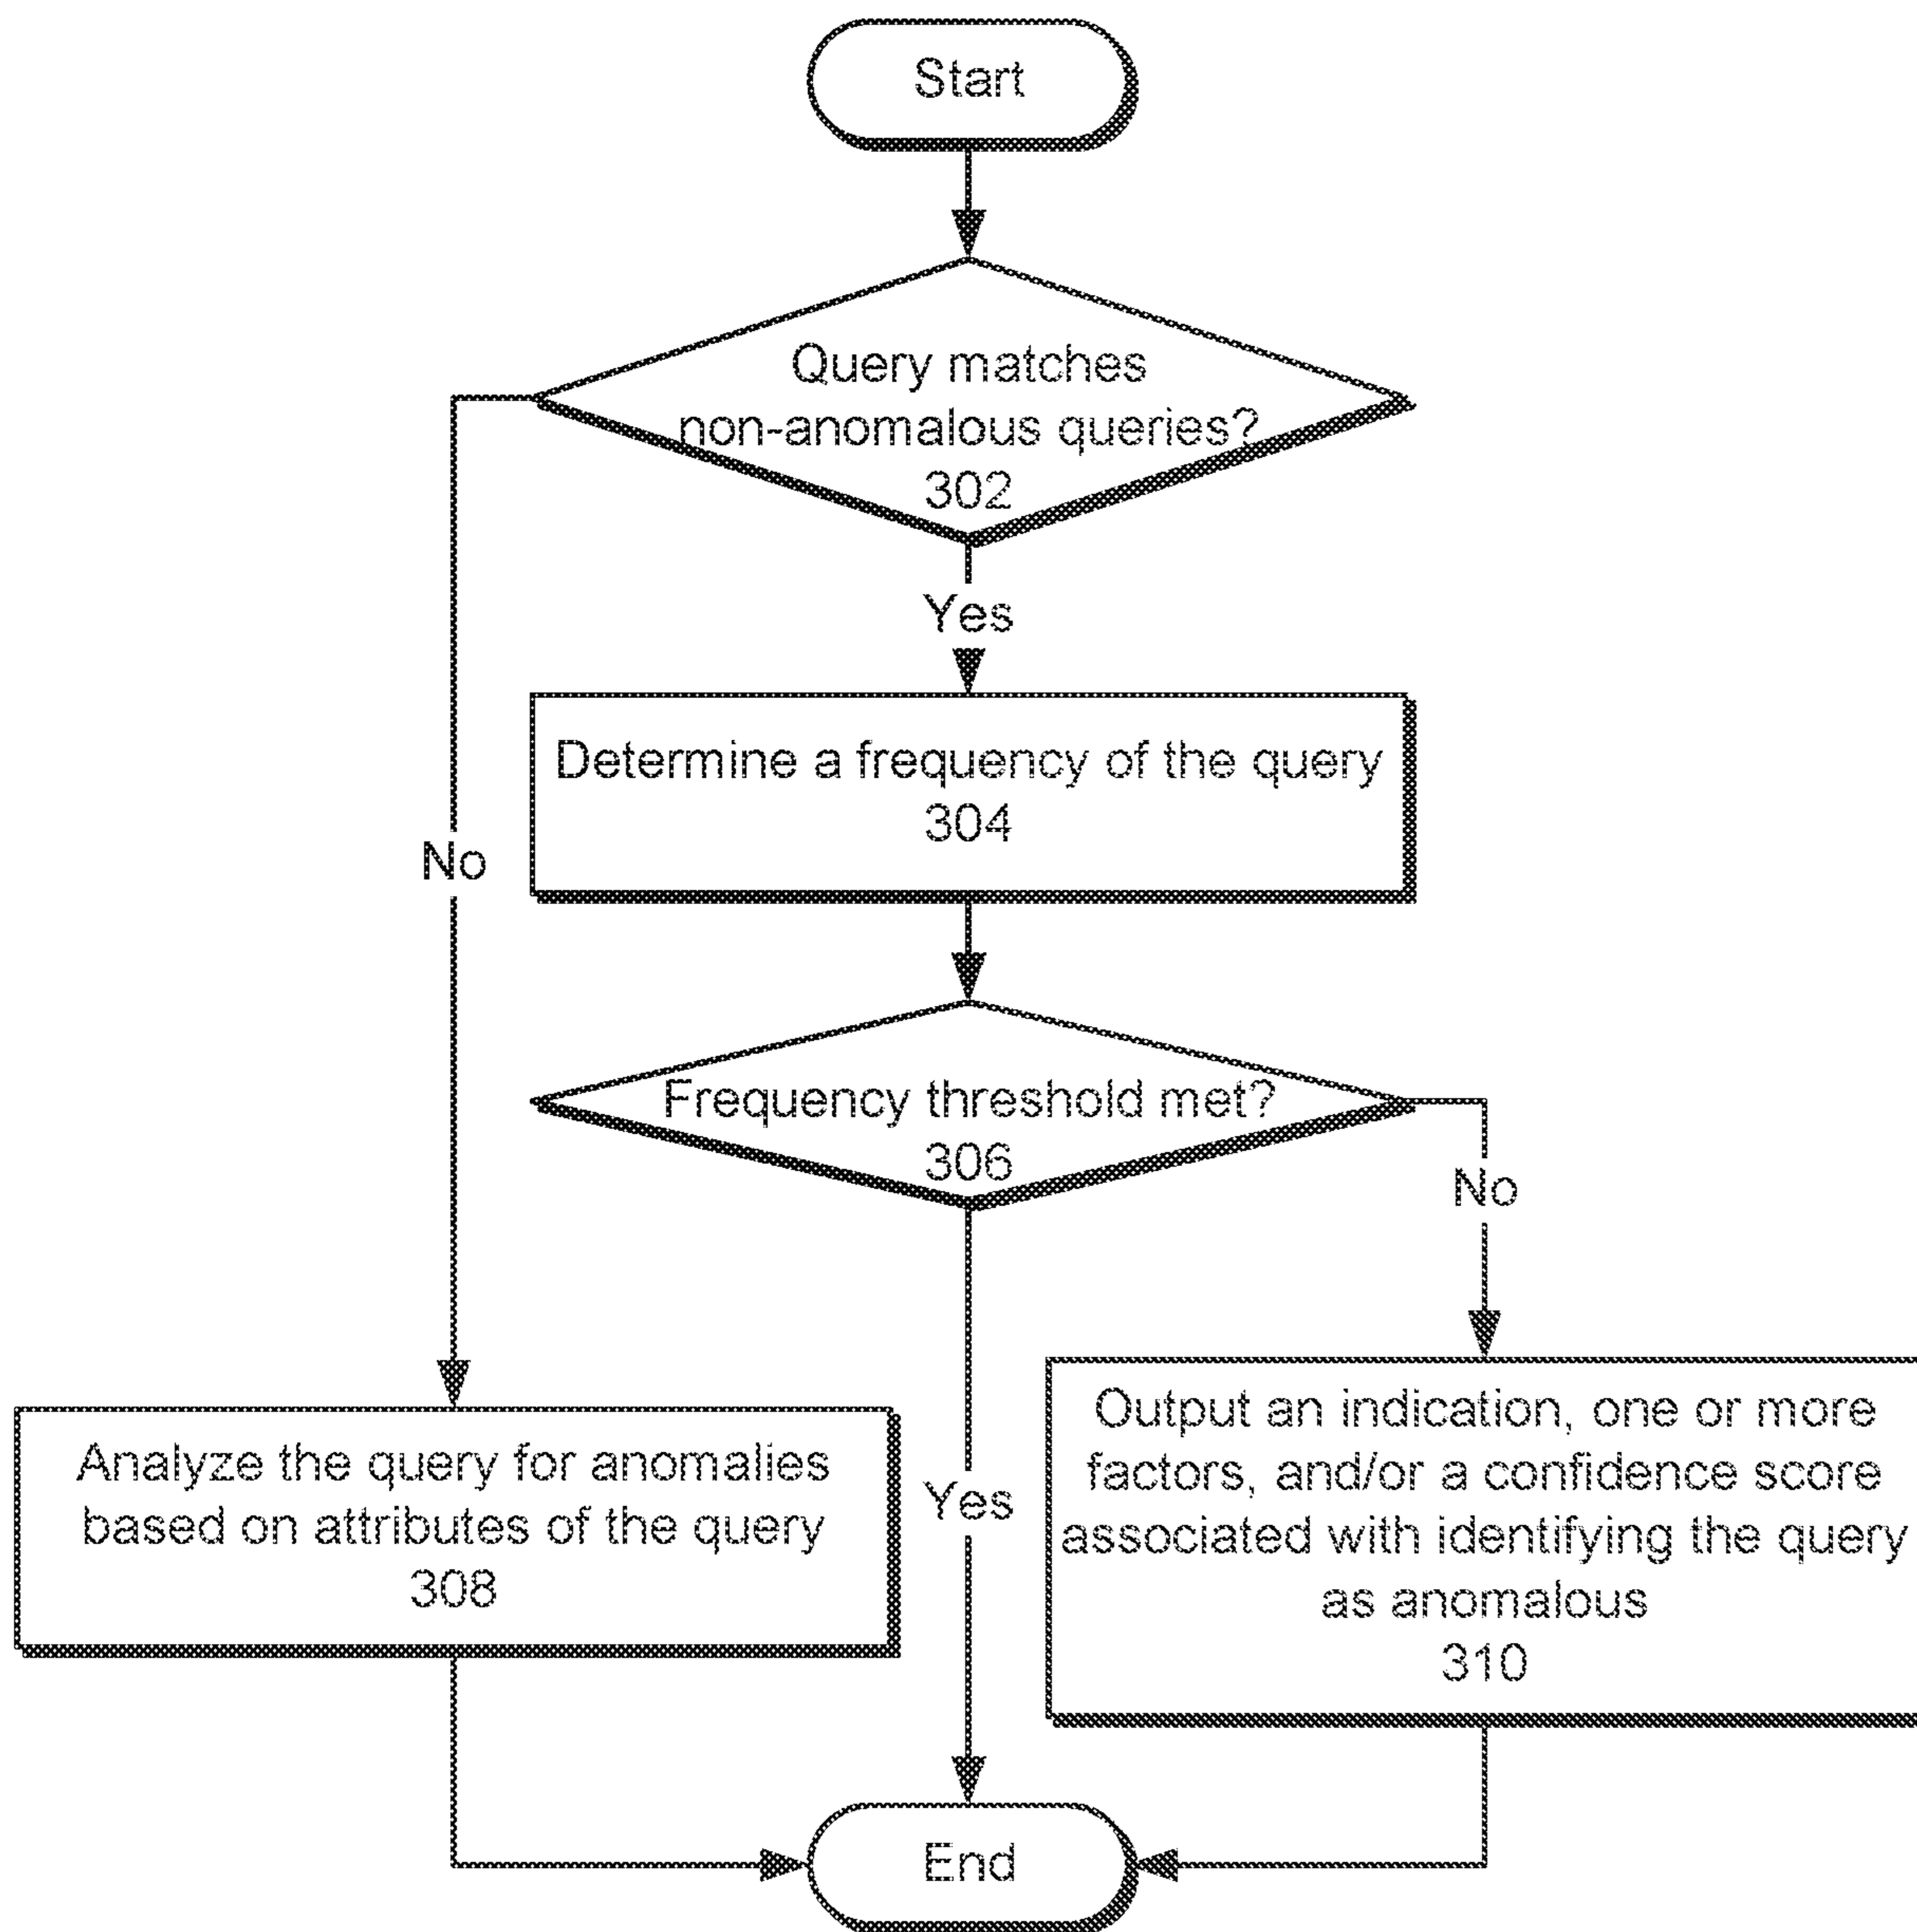 Start
Query matches
non-anomalous queries?
302
Yes
Determine a frequency of the query
304
No
Frequency threshold met?
306
No
Analyze the query for anomalies
based on attributes of the query
308
Yes
Output an indication, one or more
factors, and/or a confidence score
associated with identifying the query
as anomalous
310
End